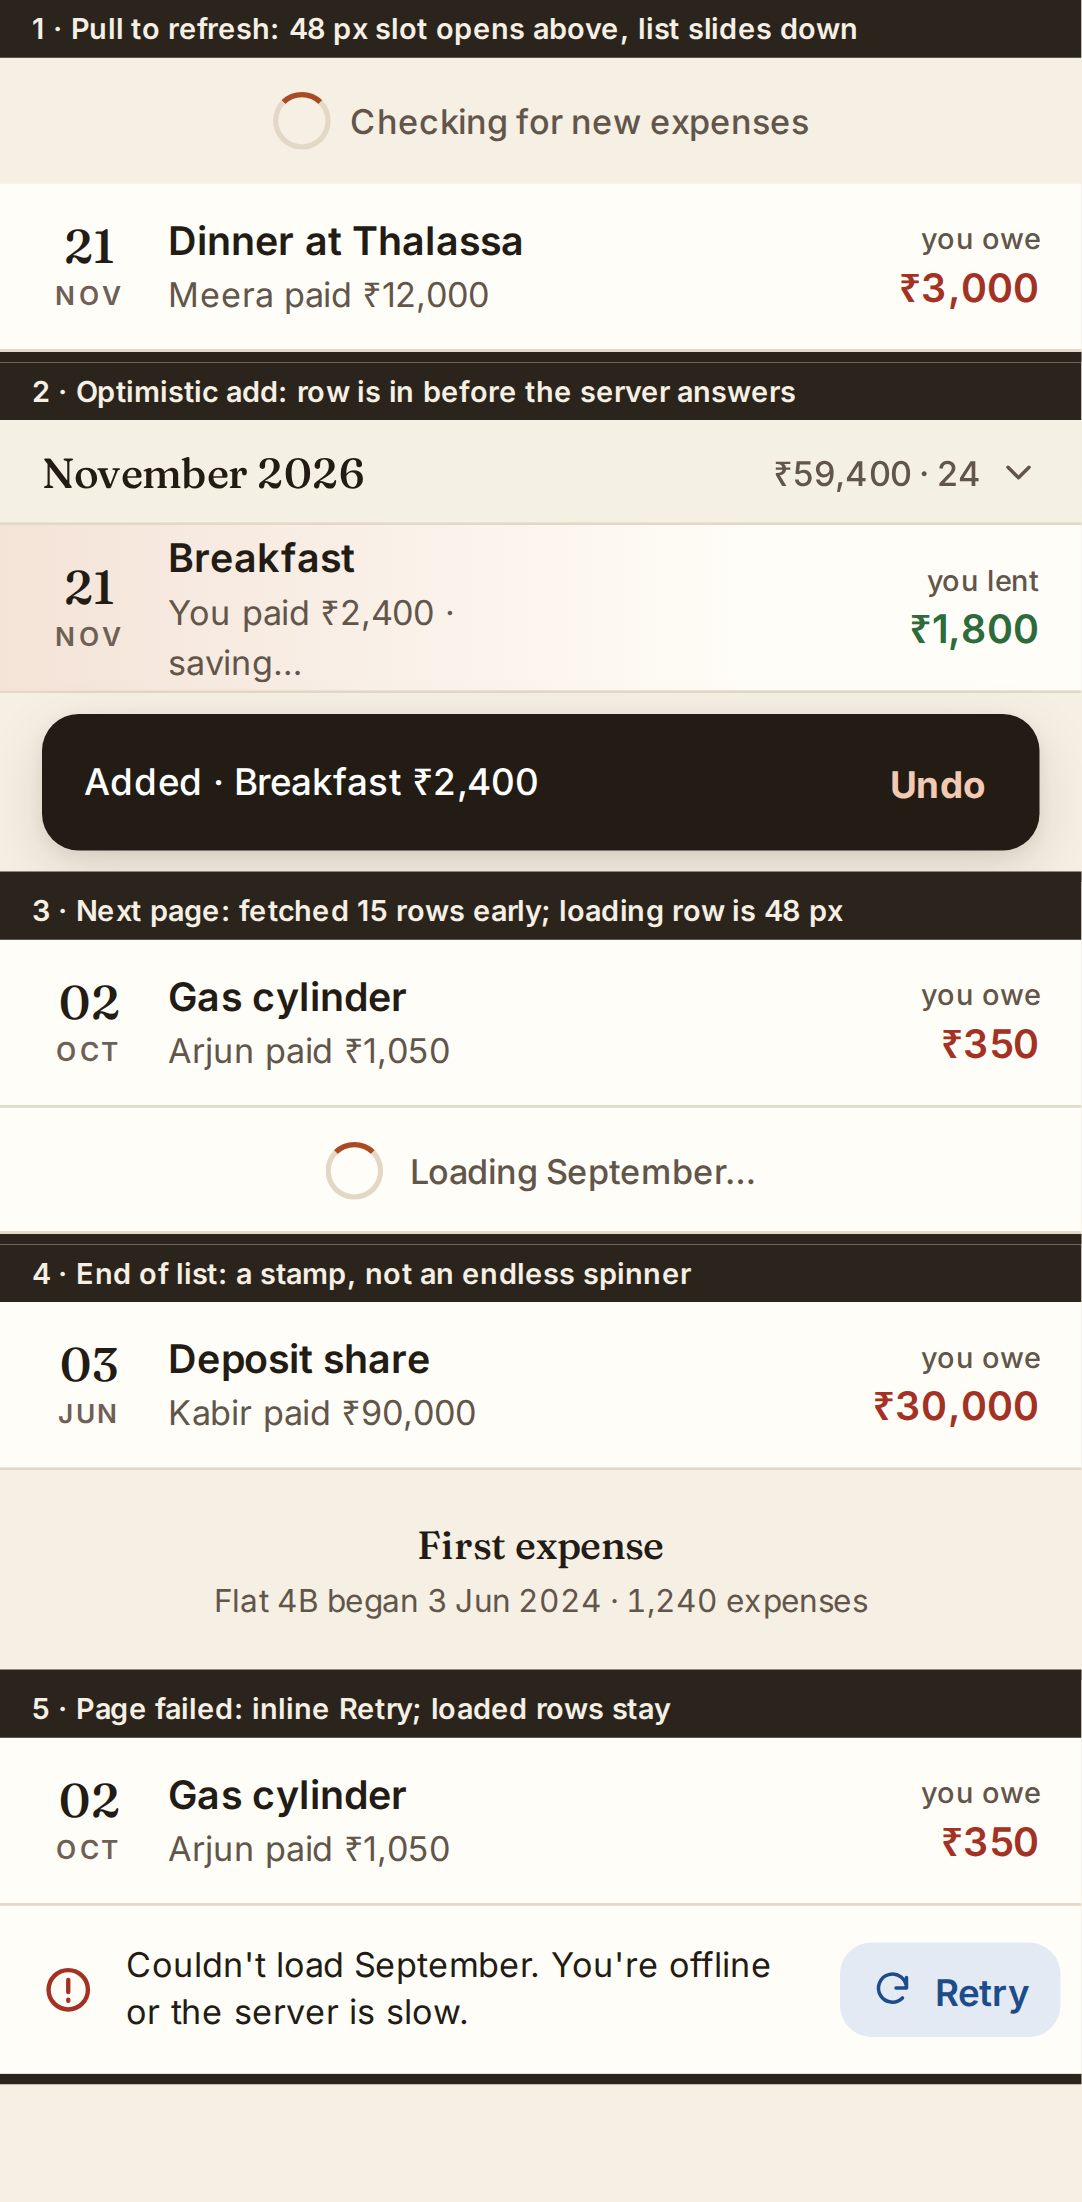 1 · Pull to refresh: 48 px slot opens above, list slides down
Checking for new expenses
21 NOV
Dinner at Thalassa
Meera paid ₹12,000
you owe
₹3,000
2 · Optimistic add: row is in before the server answers
November 2026
₹59,400 · 24
21 NOV
Breakfast
You paid ₹2,400 ·
saving...
you lent
₹1,800
Added · Breakfast ₹2,400
Undo
3 · Next page: fetched 15 rows early; loading row is 48 px
02 OCT
Gas cylinder
Arjun paid ₹1,050
you owe
₹350
Loading September...
4 · End of list: a stamp, not an endless spinner
03 JUN
Deposit share
Kabir paid ₹90,000
you owe
₹30,000
First expense
Flat 4B began 3 Jun 2024 · 1,240 expenses
5 · Page failed: inline Retry; loaded rows stay
02 OCT
Gas cylinder
Arjun paid ₹1,050
you owe
₹350
Couldn't load September. You're offline
or the server is slow.
Retry